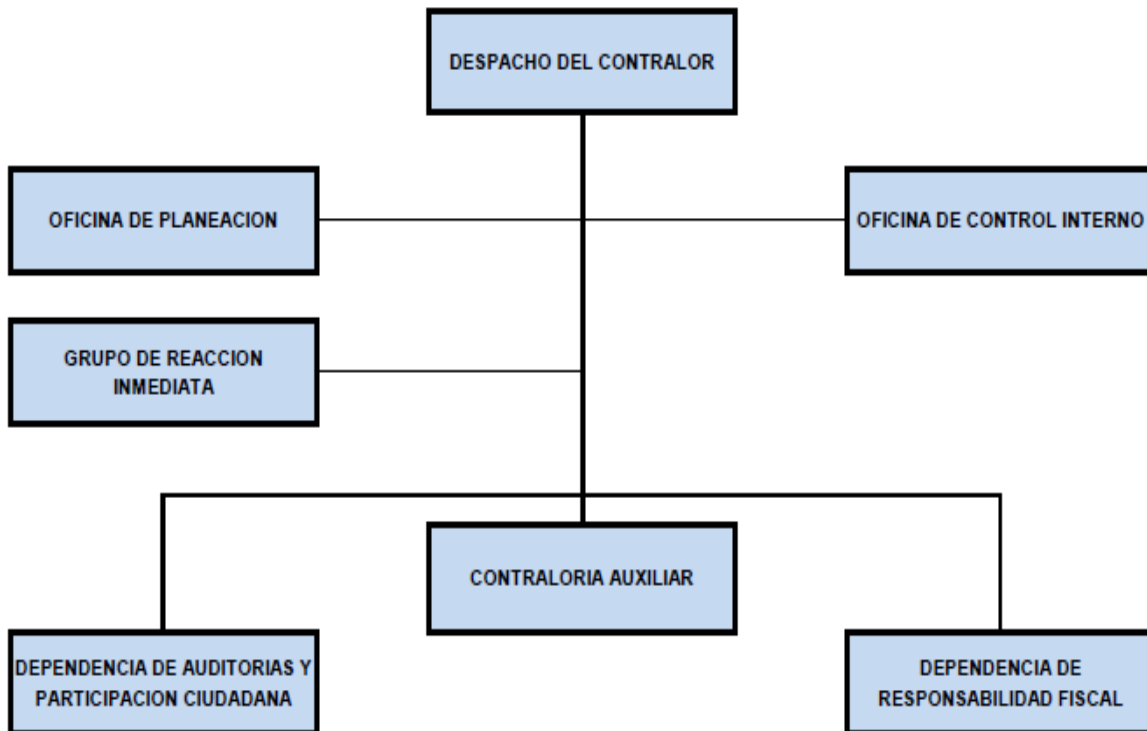 DESPACHO DEL CONTRALOR
OFICINA DE PLANEACION
OFICINA DE CONTROL INTERNO
GRUPO DE REACCION
INMEDIATA
CONTRALORIA AUXILIAR
DEPENDENCIA DE AUDITORIAS Y
PARTICIPACION CIUDADANA
DEPENDENCIA DE
RESPONSABILIDAD FISCAL